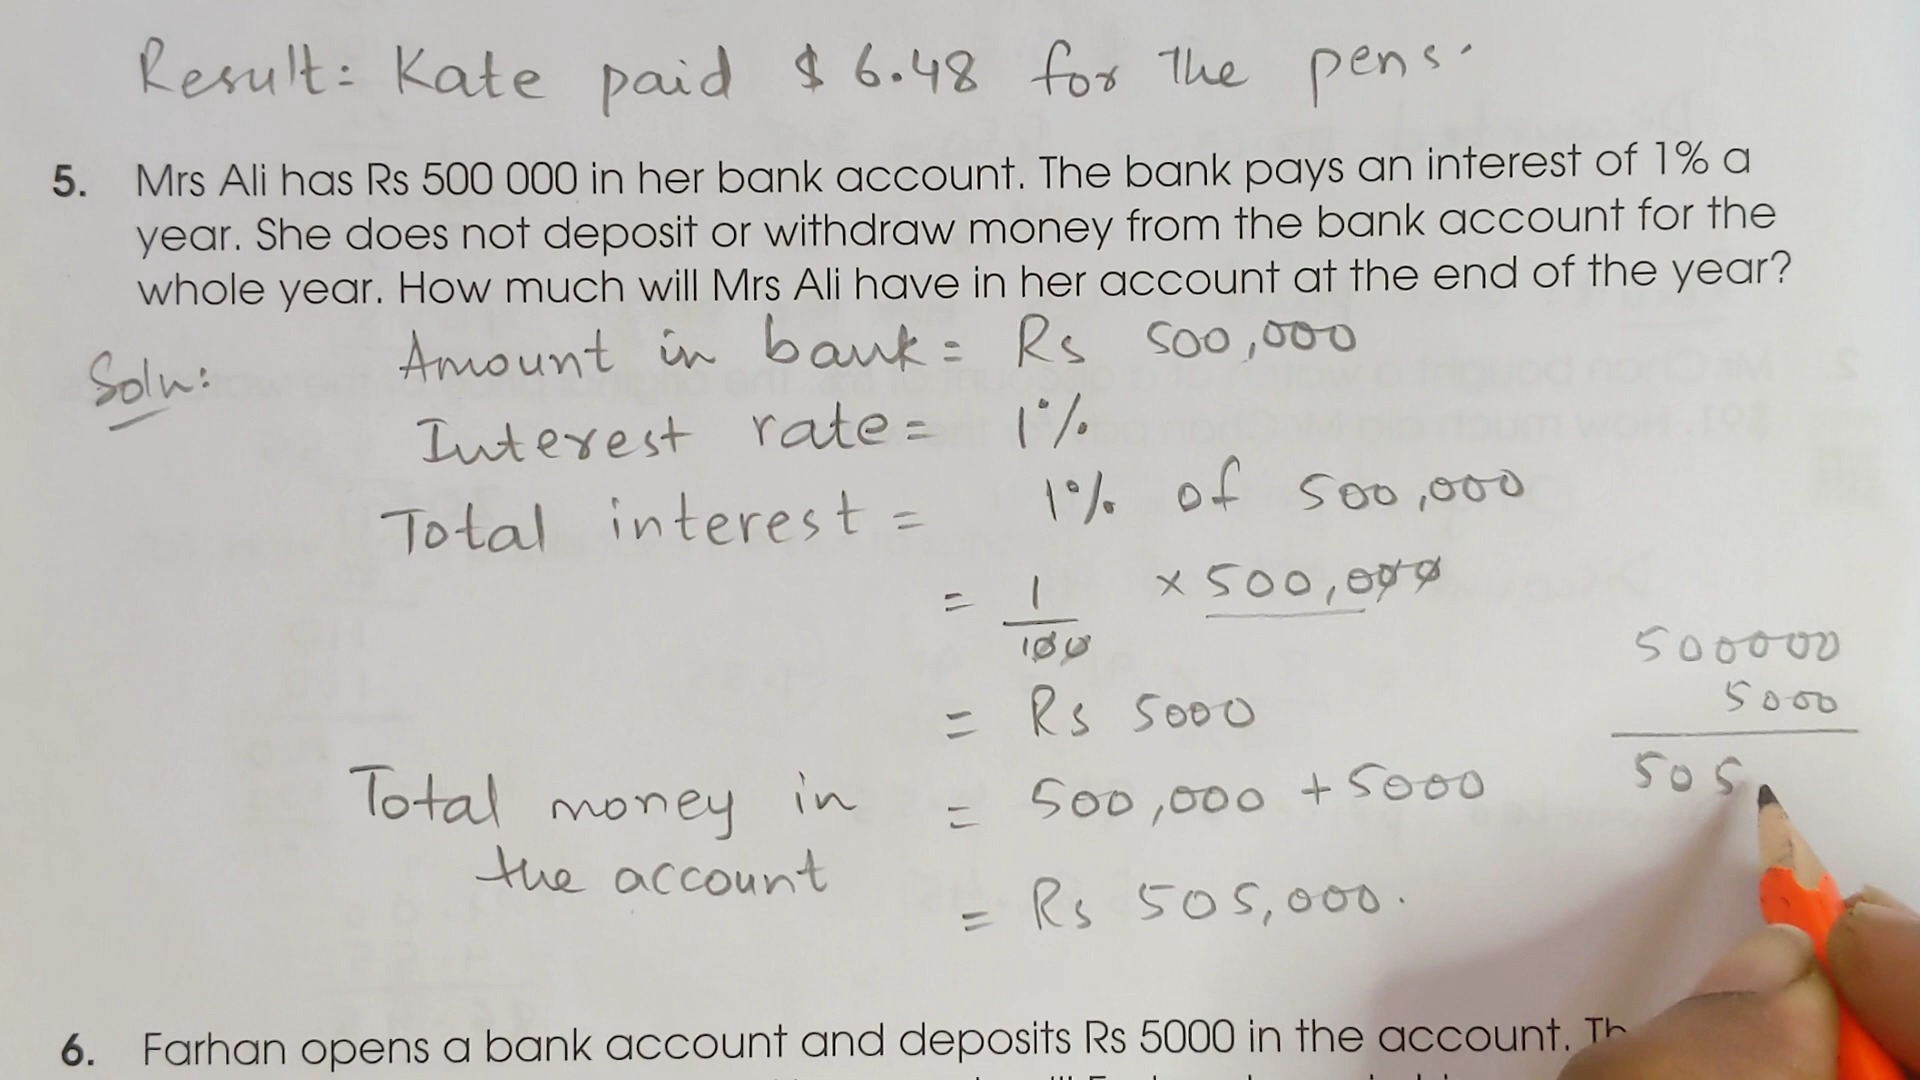 Result: Kate paid $ 6.48 for the pens.
5. Mrs Ali has Rs 500 000 in her bank account. The bank pays an interest of 1% a
year. She does not deposit or withdraw money from the bank account for the
whole year. How much will Mrs Ali have in her account at the end of the year?
Soln: Amount in bank = Rs 500,000
Interest rate = 1%
Total interest = 1% of 500,000
= 1/100 × 500,000
= Rs 5000
Total money in the account = 500,000 + 5000
= Rs 505,000.
500000
5000
505
6. Farhan opens a bank account and deposits Rs 5000 in the account.